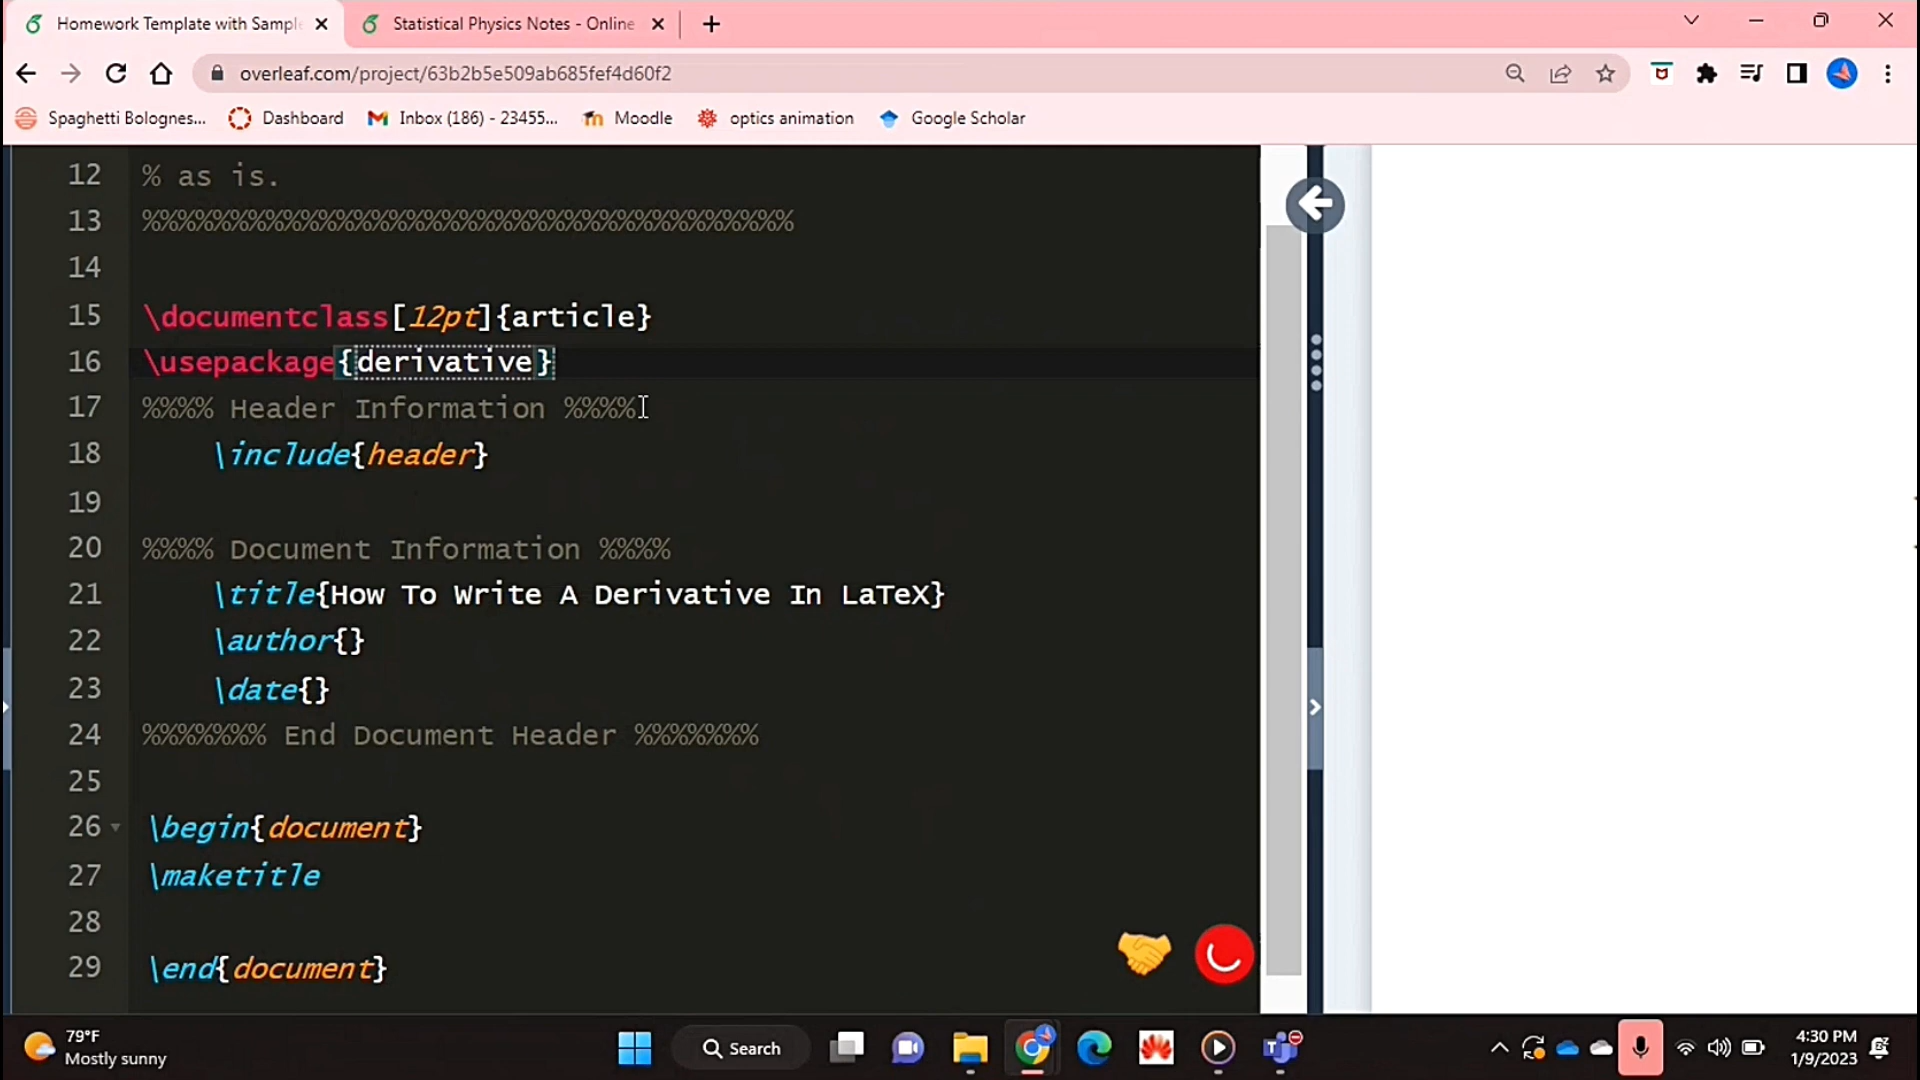 Homework Template with Sampl
Statistical Physics Notes - Online
overleaf.com/project/63b2b5e509ab685fef4d60f2
Spaghetti Bolognes...
Dashboard
Inbox (186) - 23455...
Moodle
optics animation
Google Scholar
12 % as is.
13 %%%%%%%%%%%%%%%%%%%%%%%%%%%%%%%%%%%%%
14
15 \documentclass[12pt]{article}
16 \usepackage{derivative}
17 %%%% Header Information %%%%
18 \include{header}
19
20 %%%% Document Information %%%%
21 \title{How To Write A Derivative In LaTeX}
22 \author{}
23 \date{}
24 %%%%%%% End Document Header %%%%%%%
25
26 \begin{document}
27 \maketitle
28
29 \end{document}
79°F
Mostly sunny
Search
4:30 PM
1/9/2023